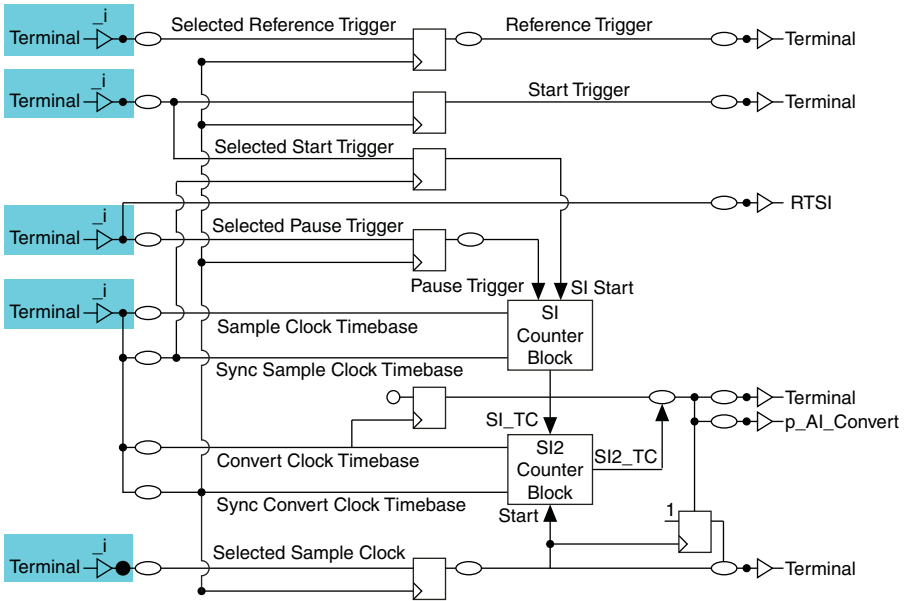 _i
Terminal
Selected Reference Trigger
Reference Trigger
Terminal
_i
Terminal
Start Trigger
Terminal
Selected Start Trigger
_i
Terminal
RTSI
Selected Pause Trigger
Pause Trigger
SI Start
_i
Terminal
Sample Clock Timebase
SI
Counter
Block
Sync Sample Clock Timebase
Terminal
p_AI_Convert
SI_TC
Convert Clock Timebase
SI2
Counter
Block
SI2_TC
Sync Convert Clock Timebase
Start
1
_i
Terminal
Selected Sample Clock
Terminal